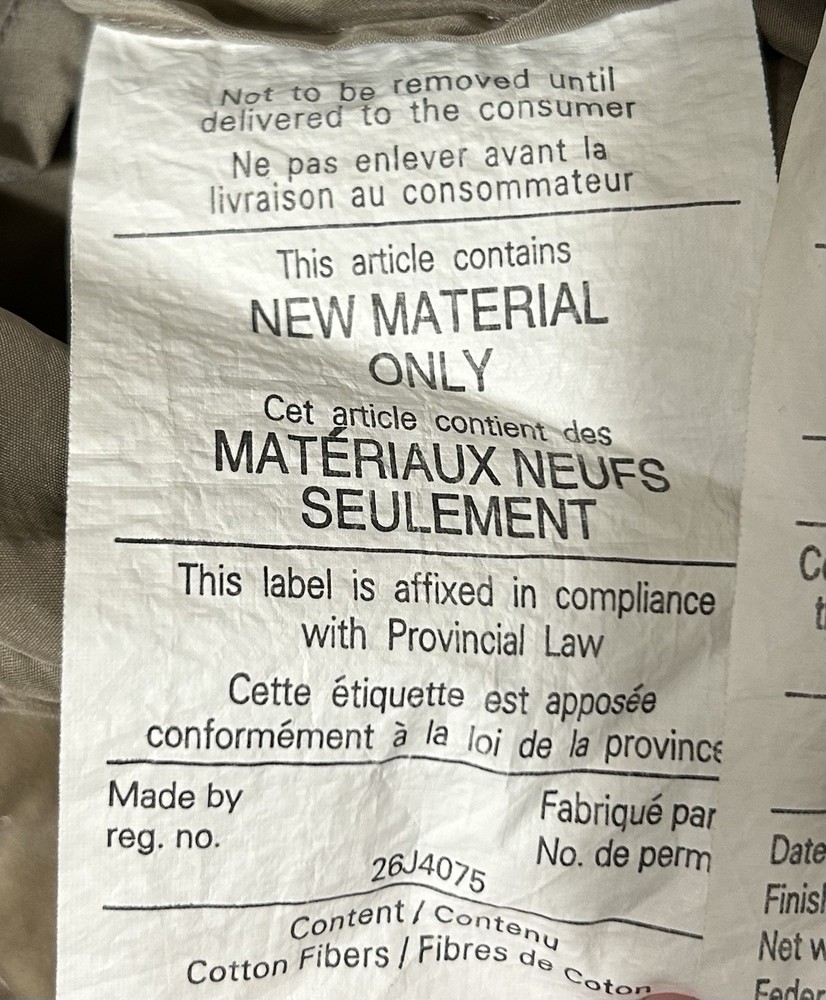 Not to be removed until
delivered to the consumer
Ne pas enlever avant la
livraison au consommateur
This article contains
NEW MATERIAL
ONLY
Cet article contient des
MATÉRIAUX NEUFS
SEULEMENT
This label is affixed in compliance
with Provincial Law
Cette étiquette est apposée
conformément à la loi de la province
Made by
reg. no.
Fabriqué par
No. de perm
26J4075
Content / Contenu
Cotton Fibers / Fibres de Coton
Date
Net